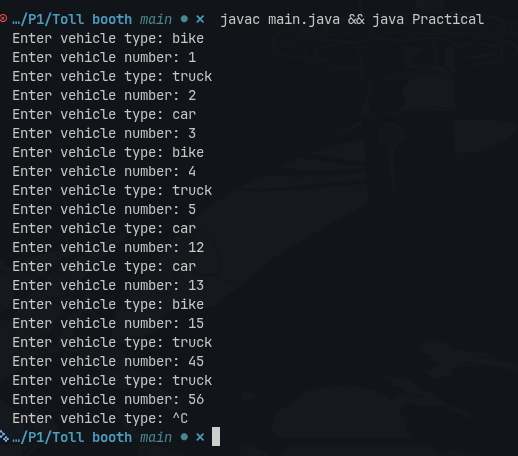 …/P1/Toll booth main ● × javac main.java && java Practical
Enter vehicle type: bike
Enter vehicle number: 1
Enter vehicle type: truck
Enter vehicle number: 2
Enter vehicle type: car
Enter vehicle number: 3
Enter vehicle type: bike
Enter vehicle number: 4
Enter vehicle type: truck
Enter vehicle number: 5
Enter vehicle type: car
Enter vehicle number: 12
Enter vehicle type: car
Enter vehicle number: 13
Enter vehicle type: bike
Enter vehicle number: 15
Enter vehicle type: truck
Enter vehicle number: 45
Enter vehicle type: truck
Enter vehicle number: 56
Enter vehicle type: ^C
…/P1/Toll booth main ● ×